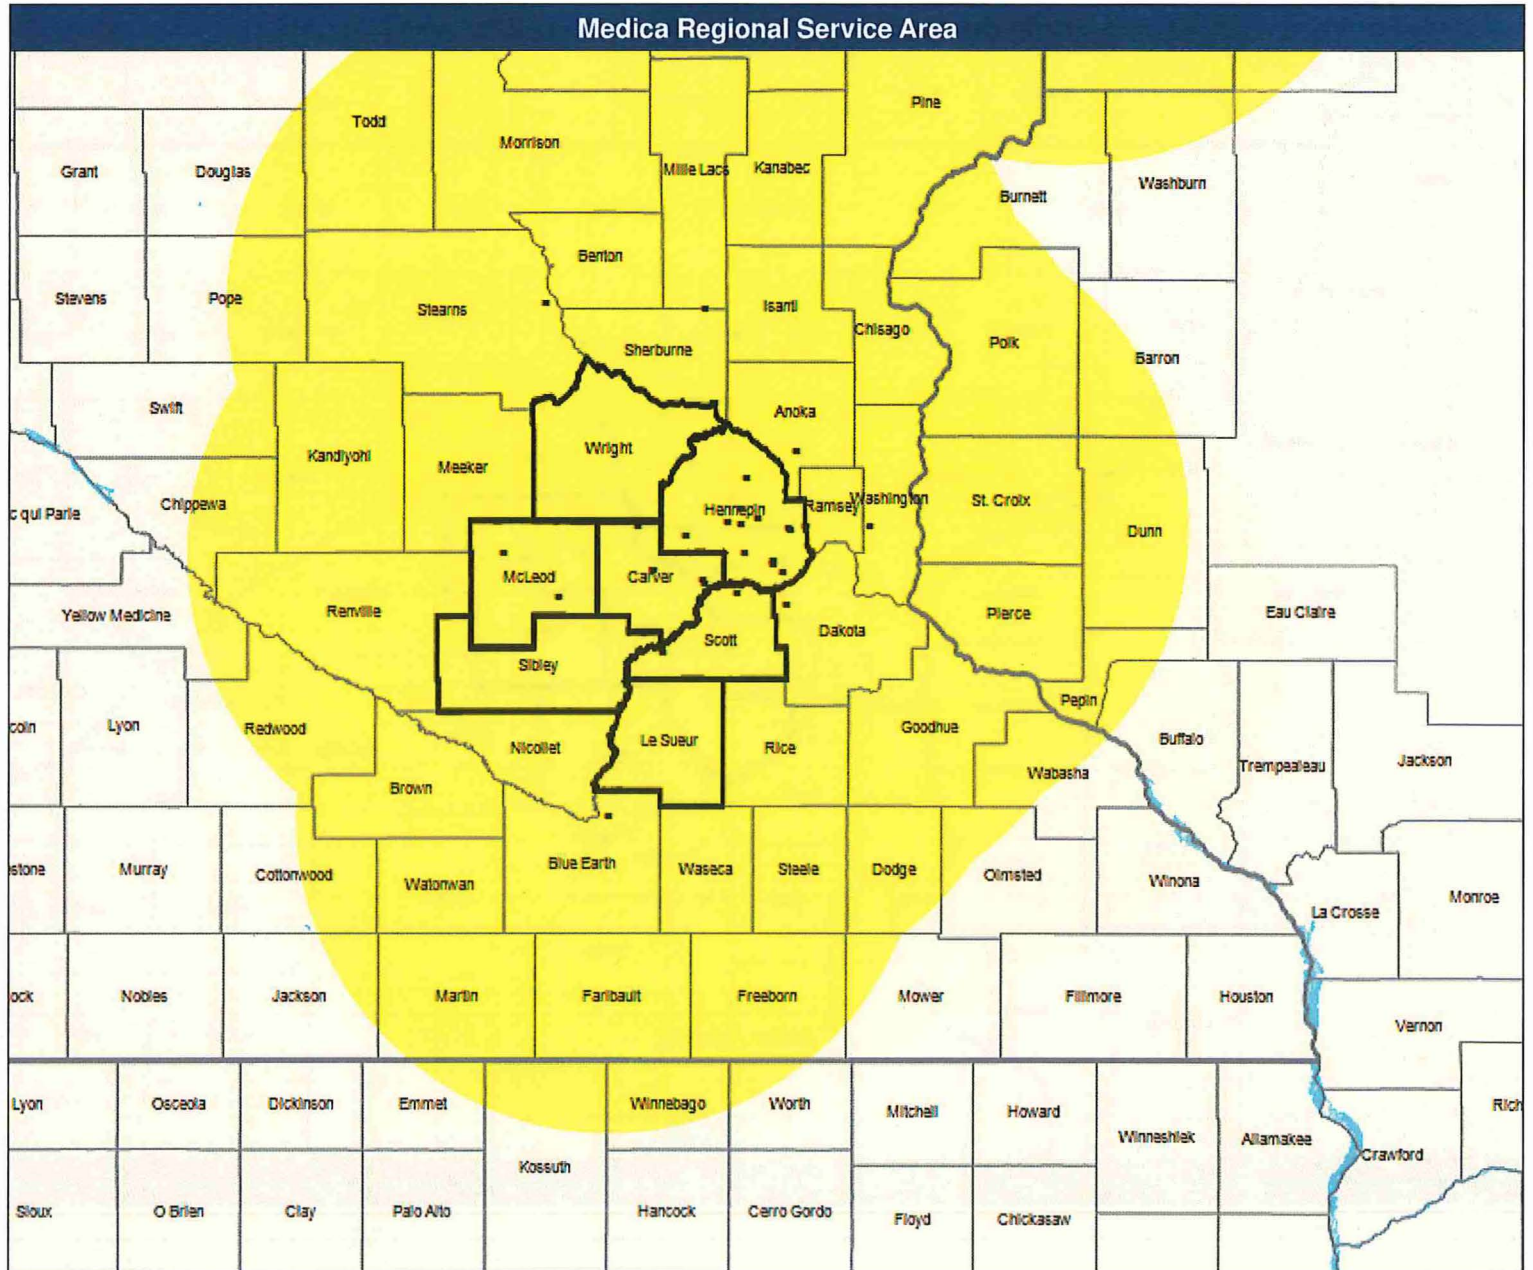 Medica Regional Service Area
Pine
Todd
Morrison
Mille Lacs
Kanabec
Grant
Douglas
Washburn
Burnett
Benton
Stevens
Pope
Stearns
Isanti
Chisago
Polk
Sherburne
Barron
Swift
Anoka
Wright
Kandiyohi
Meeker
Chippewa
Hennepin
Ramsey
Washington
St. Croix
c qui Parle
Dunn
McLeod
Carver
Yellow Medicine
Renville
Pierce
Eau Claire
Dakota
Scott
Sibley
Pepin
coln
Lyon
Redwood
Nicollet
Le Sueur
Rice
Goodhue
Buffalo
Trempealeau
Jackson
Wabasha
Brown
stone
Murray
Cottonwood
Watonwan
Blue Earth
Waseca
Steele
Dodge
Olmsted
Winona
Monroe
La Crosse
ock
Nobles
Jackson
Martin
Faribault
Freeborn
Mower
Fillmore
Houston
Vernon
Lyon
Osceola
Dickinson
Emmet
Winnebago
Worth
Mitchell
Howard
Rich
Winneshiek
Allamakee
Crawford
Kossuth
Sioux
O Brien
Clay
Palo Alto
Hancock
Cerro Gordo
Floyd
Chickasaw